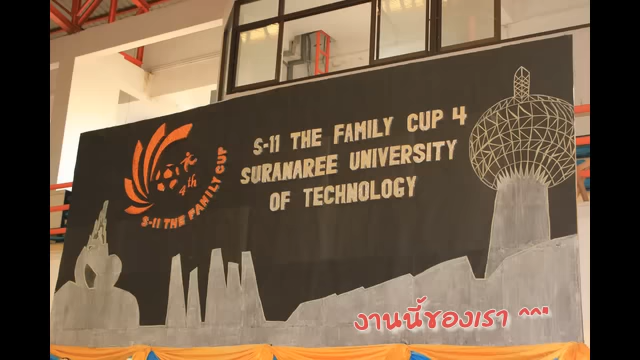 S-11 THE FAMILY CUP 4
SURANAREE UNIVERSITY
OF TECHNOLOGY
4th
S-11 THE FAMILY CUP
งานนี้ของเรา ^^'